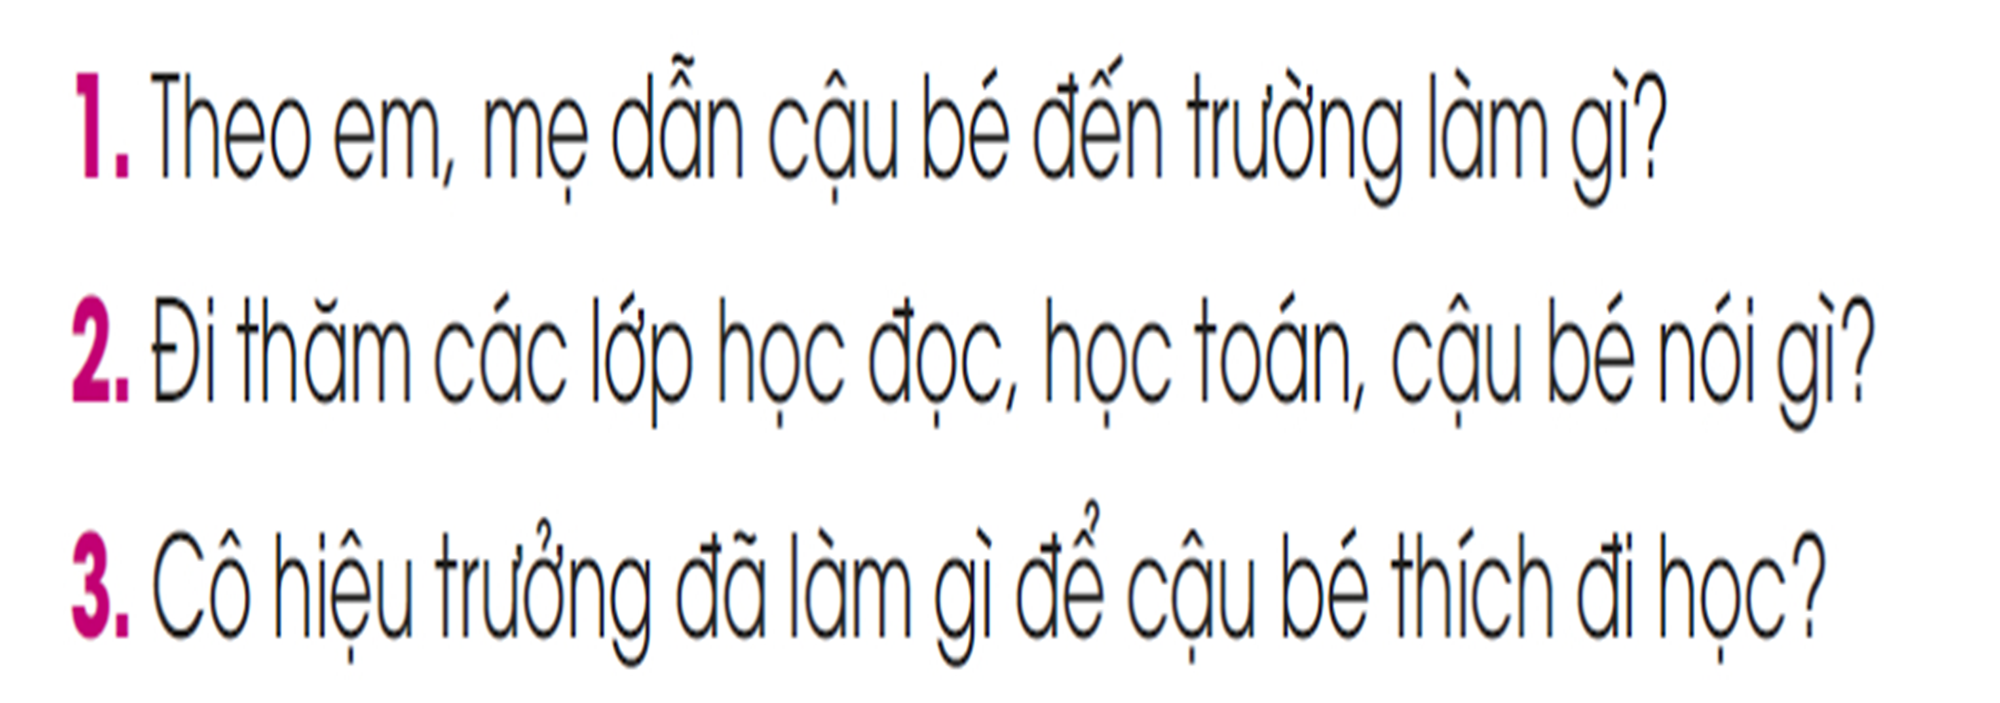 1. Theo em, mẹ dẫn cậu bé đến trường làm gì?
2. Đi thăm các lớp học đọc, học toán, cậu bé nói gì?
3. Cô hiệu trưởng đã làm gì để cậu bé thích đi học?